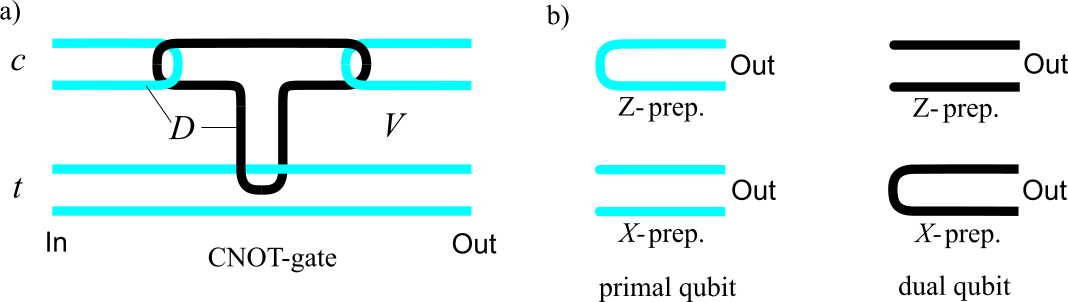 a)
c
D
V
t
In
Out
CNOT-gate
b)
Out
Z-prep.
Out
X-prep.
primal qubit
Out
Z-prep.
Out
X-prep.
dual qubit